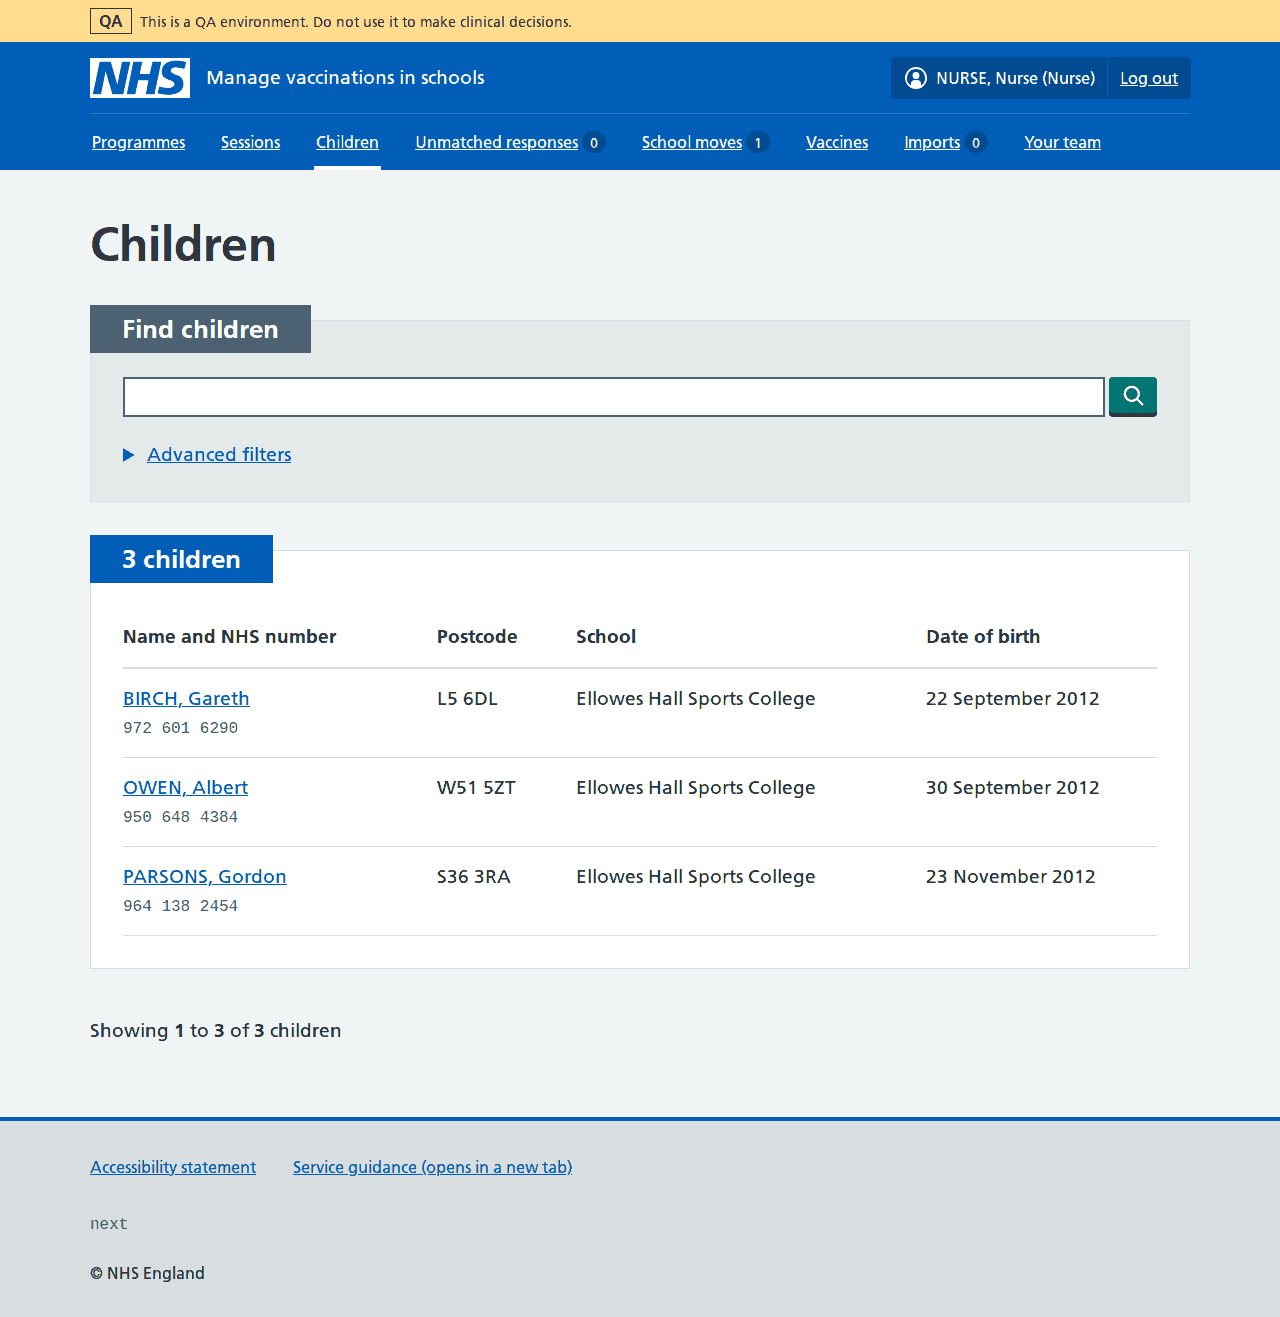 QA This is a QA environment. Do not use it to make clinical decisions.
NHS Manage vaccinations in schools NURSE, Nurse (Nurse) Log out
Programmes Sessions Children Unmatched responses 0 School moves 1 Vaccines Imports 0 Your team
Children
Find children
Advanced filters
3 children
Name and NHS number Postcode School Date of birth
BIRCH, Gareth L5 6DL Ellowes Hall Sports College 22 September 2012
972 601 6290
OWEN, Albert W51 5ZT Ellowes Hall Sports College 30 September 2012
950 648 4384
PARSONS, Gordon S36 3RA Ellowes Hall Sports College 23 November 2012
964 138 2454
Showing 1 to 3 of 3 children
Accessibility statement Service guidance (opens in a new tab)
next
© NHS England